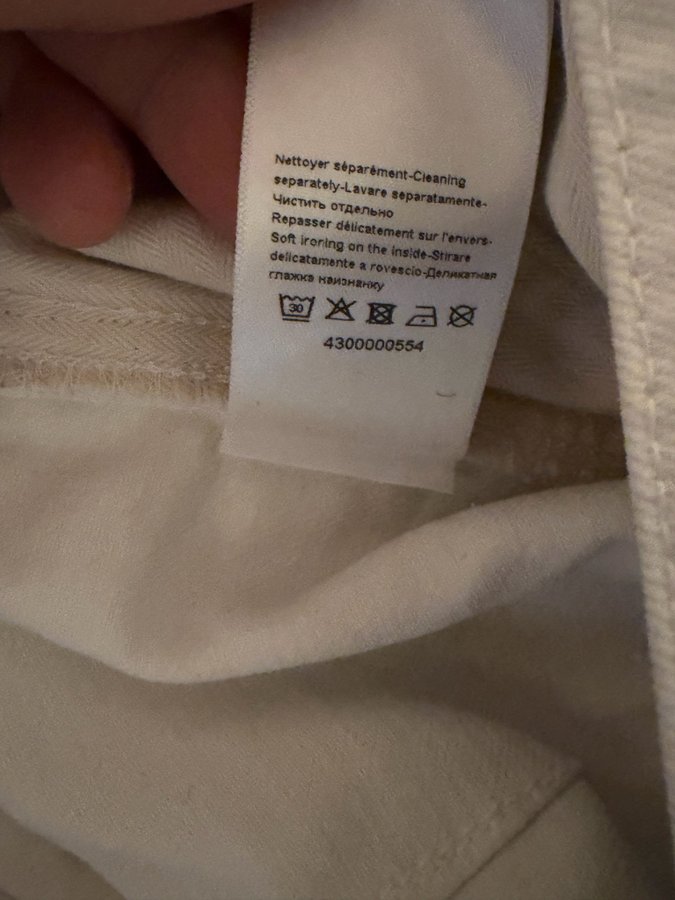 Nettoyer séparément-Cleaning
separately-Lavare separatamente-
Чистить отдельно
Repasser délicatement sur l'envers-
Soft ironing on the inside-Stirare
delicatamente a rovescio-Деликатная
глажка наизнанку
30
4300000554